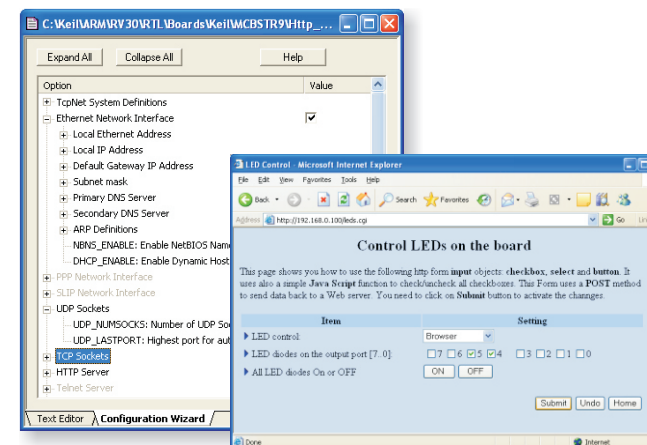 C:\Keil\ARM\RV30\RTL\Boards\Keil\MCBSTR9\Http_...
Expand All Collapse All Help
Option Value
TcpNet System Definitions
Ethernet Network Interface
Local Ethernet Address
Local IP Address
Default Gateway IP Address
Subnet mask
Primary DNS Server
Secondary DNS Server
ARP Definitions
NBNS_ENABLE: Enable NetBIOS Nam
DHCP_ENABLE: Enable Dynamic Host
PPP Network Interface
SLIP Network Interface
UDP Sockets
UDP_NUMSOCKS: Number of UDP So
UDP_LASTPORT: Highest port for aut
TCP Sockets
HTTP Server
Telnet Server
Text Editor Configuration Wizard
LED Control - Microsoft Internet Explorer
File Edit View Favorites Tools Help
Back Search Favorites
Address http://192.168.0.100/leds.cgi Go
Control LEDs on the board
This page shows you how to use the following http form input objects: checkbox, select and button. It
uses also a simple Java Script function to check/uncheck all checkboxes. This Form uses a POST method
to send data back to a Web server. You need to click on Submit button to activate the channges.
Item Setting
LED control: Browser
LED diodes on the output port [7..0]: 7 6 5 4 3 2 1 0
All LED diodes On or OFF ON OFF
Submit Undo Home
Done Internet